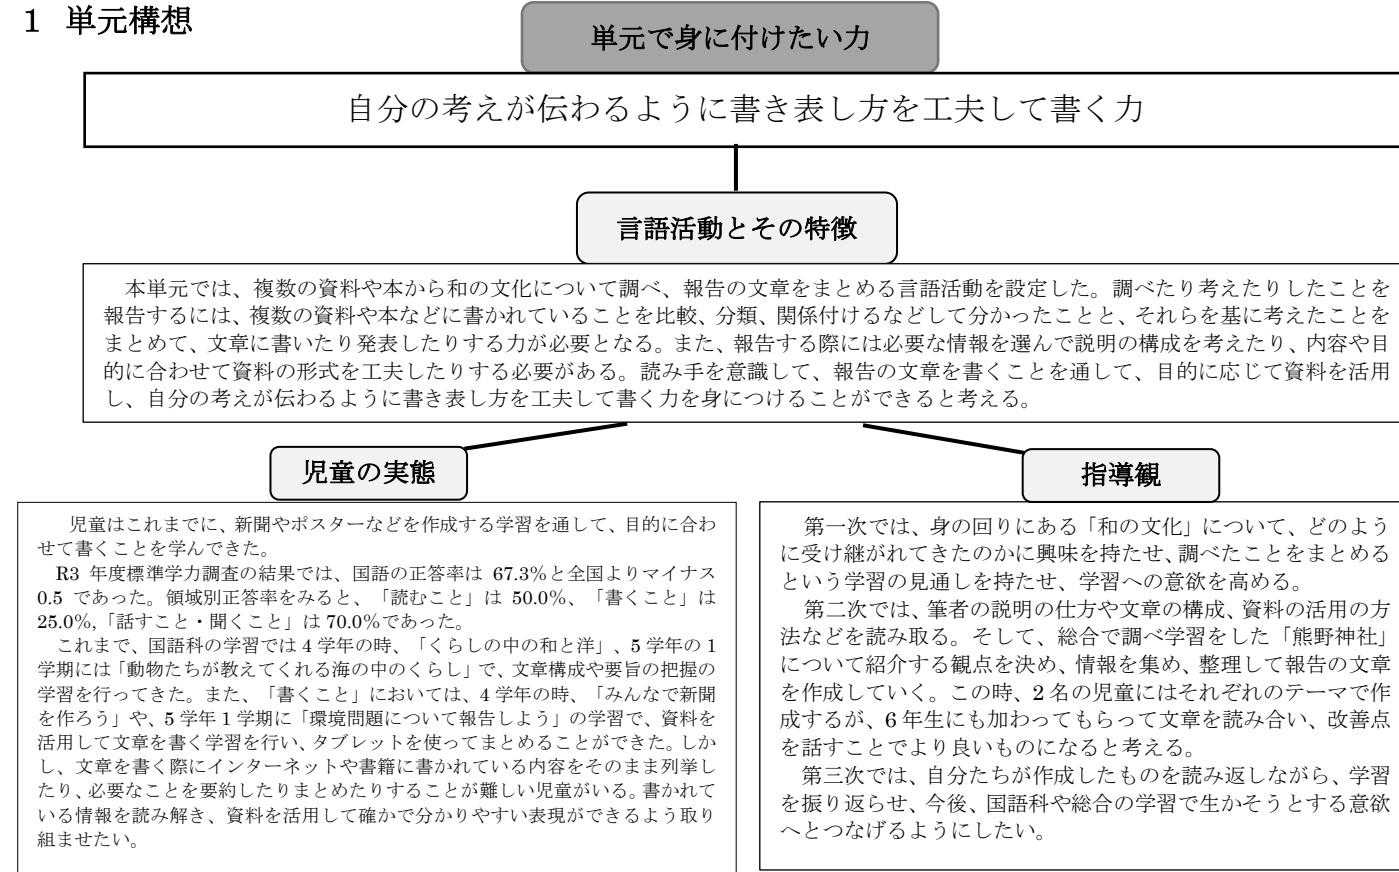 1 単元構想
単元で身に付けたい力
自分の考えが伝わるように書き表し方を工夫して書く力
言語活動とその特徴
本単元では、複数の資料や本から和の文化について調べ、報告の文章をまとめる言語活動を設定した。調べたり考えたりしたことを
報告するには、複数の資料や本などに書かれていることを比較、分類、関係付けるなどして分かったことと、それらを基に考えたことを
まとめて、文章に書いたり発表したりする力が必要となる。また、報告する際には必要な情報を選んで説明の構成を考えたり、内容や目
的に合わせて資料の形式を工夫したりする必要がある。読み手を意識して、報告の文章を書くことを通して、目的に応じて資料を活用
し、自分の考えが伝わるように書き表し方を工夫して書く力を身につけることができると考える。
児童の実態
児童はこれまでに、新聞やポスターなどを作成する学習を通して、目的に合わ
せて書くことを学んできた。
R3 年度標準学力調査の結果では、国語の正答率は 67.3%と全国よりマイナス
0.5 であった。領域別正答率をみると、「読むこと」は 50.0%、「書くこと」は
25.0%,「話すこと・聞くこと」は 70.0%であった。
これまで、国語科の学習では 4 学年の時、「くらしの中の和と洋」、5 学年の 1
学期には「動物たちが教えてくれる海の中のくらし」で、文章構成や要旨の把握の
学習を行ってきた。また、「書くこと」においては、4 学年の時、「みんなで新聞
を作ろう」や、5 学年 1 学期に「環境問題について報告しよう」の学習で、資料を
活用して文章を書く学習を行い、タブレットを使ってまとめることができた。しか
し、文章を書く際にインターネットや書籍に書かれている内容をそのまま列挙し
たり、必要なことを要約したりまとめたりすることが難しい児童がいる。書かれて
いる情報を読み解き、資料を活用して確かで分かりやすい表現ができるよう取り
組ませたい。
指導観
第一次では、身の回りにある「和の文化」について、どのよう
に受け継がれてきたのかに興味を持たせ、調べたことをまとめる
という学習の見通しを持たせ、学習への意欲を高める。
第二次では、筆者の説明の仕方や文章の構成、資料の活用の方
法などを読み取る。そして、総合で調べ学習をした「熊野神社」
について紹介する観点を決め、情報を集め、整理して報告の文章
を作成していく。この時、2 名の児童にはそれぞれのテーマで作
成するが、6 年生にも加わってもらって文章を読み合い、改善点
を話すことでより良いものになると考える。
第三次では、自分たちが作成したものを読み返しながら、学習
を振り返らせ、今後、国語科や総合の学習で生かそうとする意欲
へとつなげるようにしたい。